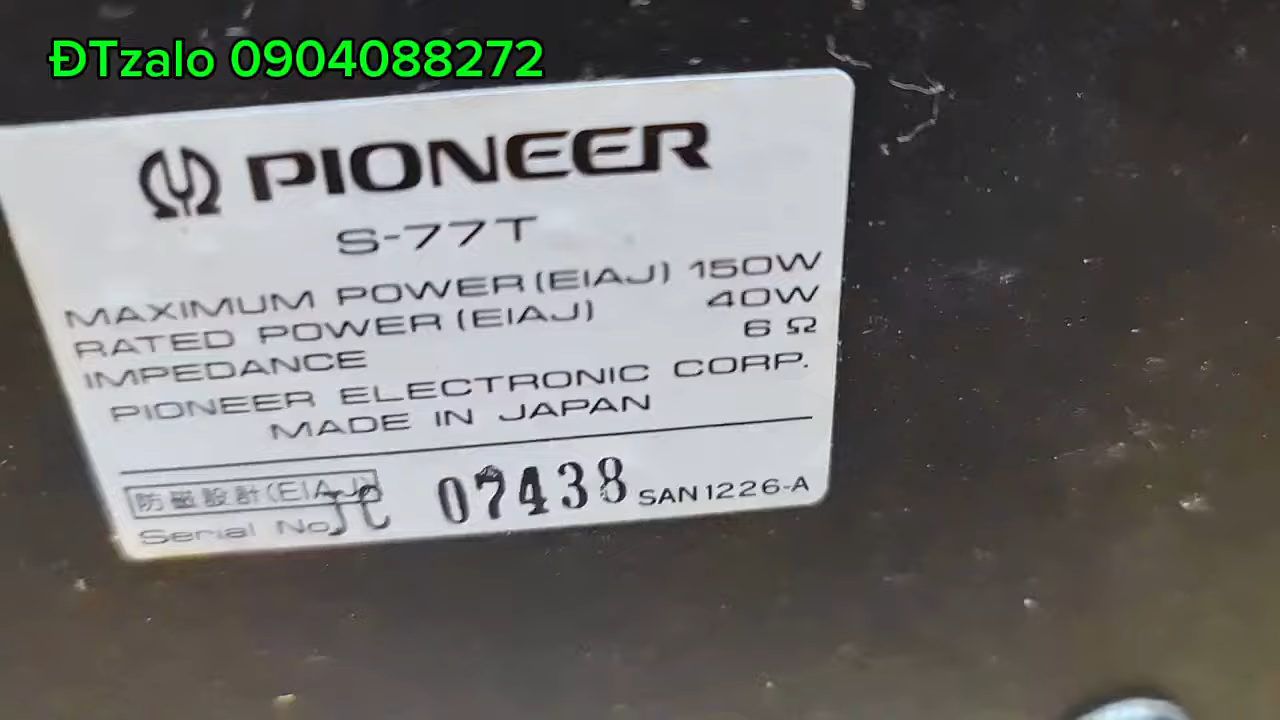 ĐTzalo 0904088272
PIONEER
S-77T
MAXIMUM POWER(EIAJ) 150W
RATED POWER(EIAJ) 40W
IMPEDANCE 6 Ω
PIONEER ELECTRONIC CORP.
MADE IN JAPAN
防磁設計(EIAJ)
Serial No. JC 07438 SAN1226-A